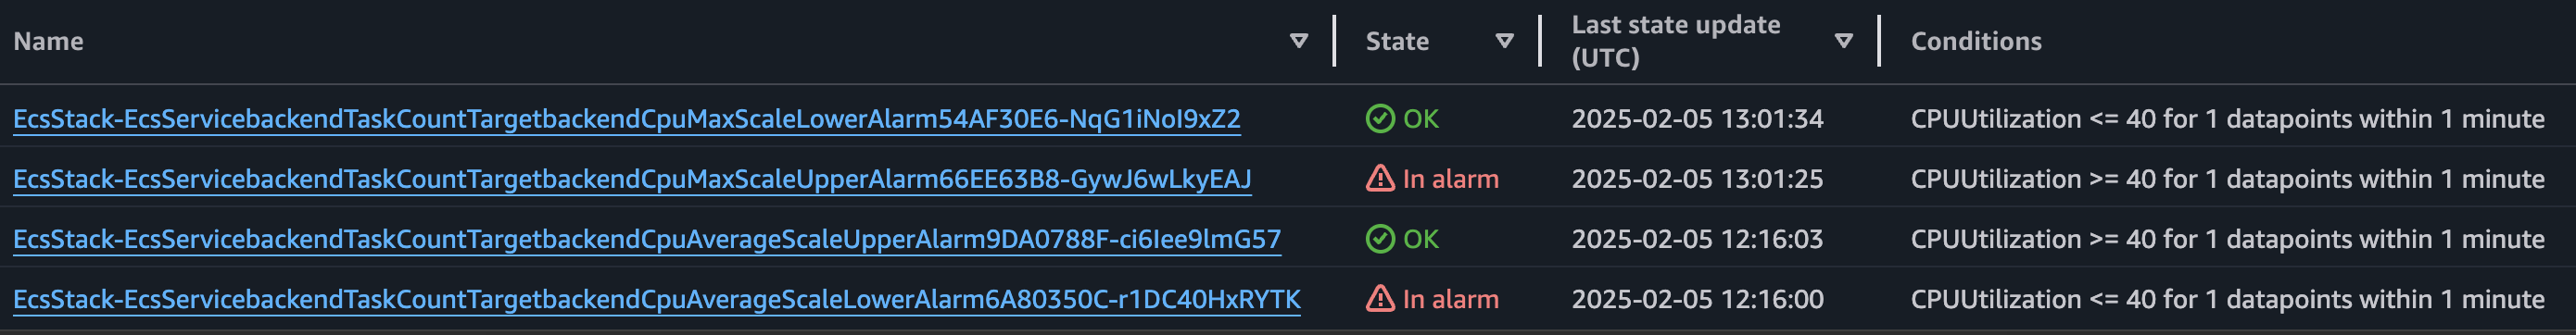 Name
State
Last state update
(UTC)
Conditions
EcsStack-EcsServicebackendTaskCountTargetbackendCpuMaxScaleLowerAlarm54AF30E6-NqG1iNoI9xZ2 OK 2025-02-05 13:01:34 CPUUtilization <= 40 for 1 datapoints within 1 minute
EcsStack-EcsServicebackendTaskCountTargetbackendCpuMaxScaleUpperAlarm66EE63B8-GywJ6wLkyEAJ In alarm 2025-02-05 13:01:25 CPUUtilization >= 40 for 1 datapoints within 1 minute
EcsStack-EcsServicebackendTaskCountTargetbackendCpuAverageScaleUpperAlarm9DA0788F-ci6Iee9lmG57 OK 2025-02-05 12:16:03 CPUUtilization >= 40 for 1 datapoints within 1 minute
EcsStack-EcsServicebackendTaskCountTargetbackendCpuAverageScaleLowerAlarm6A80350C-r1DC40HxRYTK In alarm 2025-02-05 12:16:00 CPUUtilization <= 40 for 1 datapoints within 1 minute